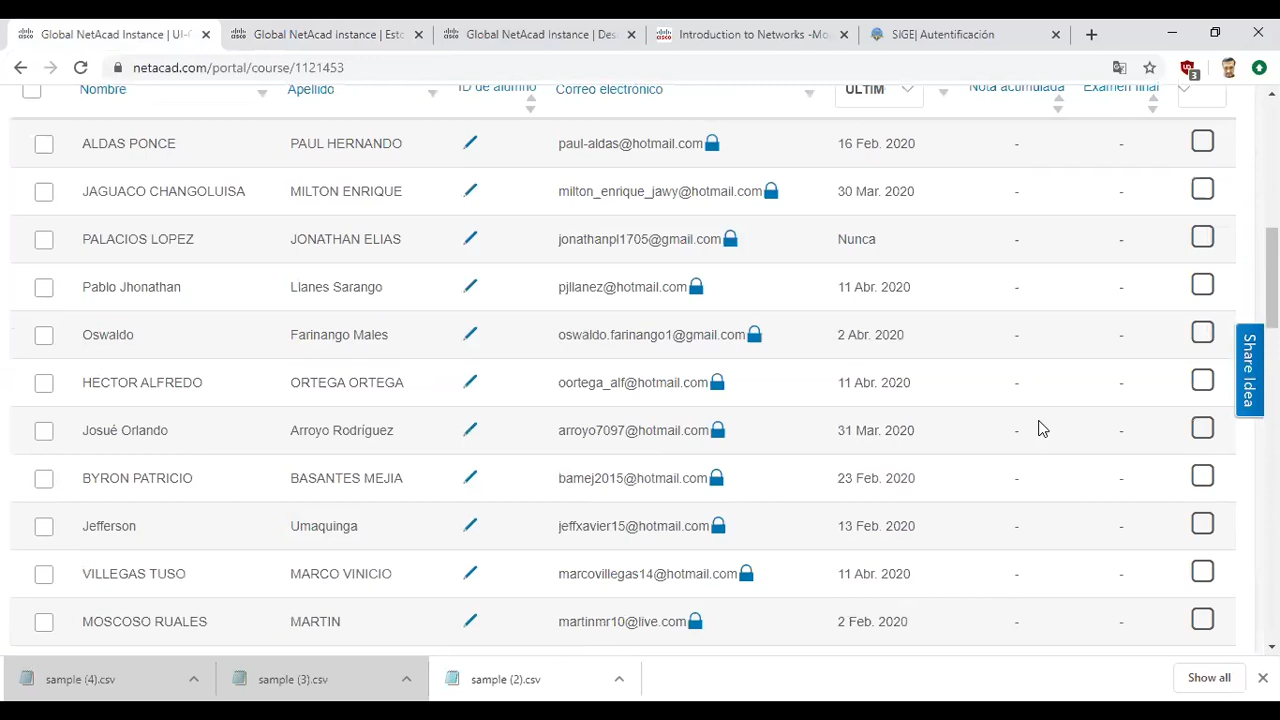 Global NetAcad Instance | UI-C
Global NetAcad Instance | Esto
Global NetAcad Instance | Des
Introduction to Networks -Mo
SIGE| Autentificación
netacad.com/portal/course/1121453
3
Nombre Apellido ID de alumno Correo electrónico ÚLTIM Nota acumulada Examen final
ALDAS PONCE PAUL HERNANDO paul-aldas@hotmail.com 16 Feb. 2020 - -
JAGUACO CHANGOLUISA MILTON ENRIQUE milton_enrique_jawy@hotmail.com 30 Mar. 2020 - -
PALACIOS LOPEZ JONATHAN ELIAS jonathanpl1705@gmail.com Nunca - -
Pablo Jhonathan Llanes Sarango pjllanez@hotmail.com 11 Abr. 2020 - -
Oswaldo Farinango Males oswaldo.farinango1@gmail.com 2 Abr. 2020 - -
HECTOR ALFREDO ORTEGA ORTEGA oortega_alf@hotmail.com 11 Abr. 2020 - -
Josué Orlando Arroyo Rodríguez arroyo7097@hotmail.com 31 Mar. 2020 - -
BYRON PATRICIO BASANTES MEJIA bamej2015@hotmail.com 23 Feb. 2020 - -
Jefferson Umaquinga jeffxavier15@hotmail.com 13 Feb. 2020 - -
VILLEGAS TUSO MARCO VINICIO marcovillegas14@hotmail.com 11 Abr. 2020 - -
MOSCOSO RUALES MARTIN martinmr10@live.com 2 Feb. 2020 - -
Share Idea
sample (4).csv
sample (3).csv
sample (2).csv
Show all